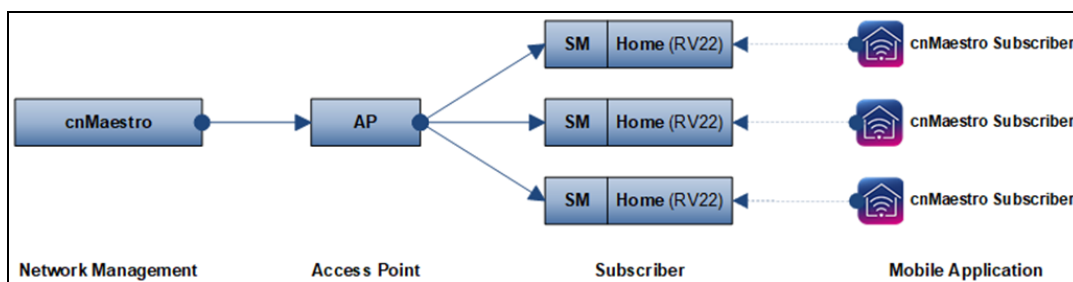 SM Home (RV22) cnMaestro Subscriber
cnMaestro AP SM Home (RV22) cnMaestro Subscriber
SM Home (RV22) cnMaestro Subscriber
Network Management Access Point Subscriber Mobile Application